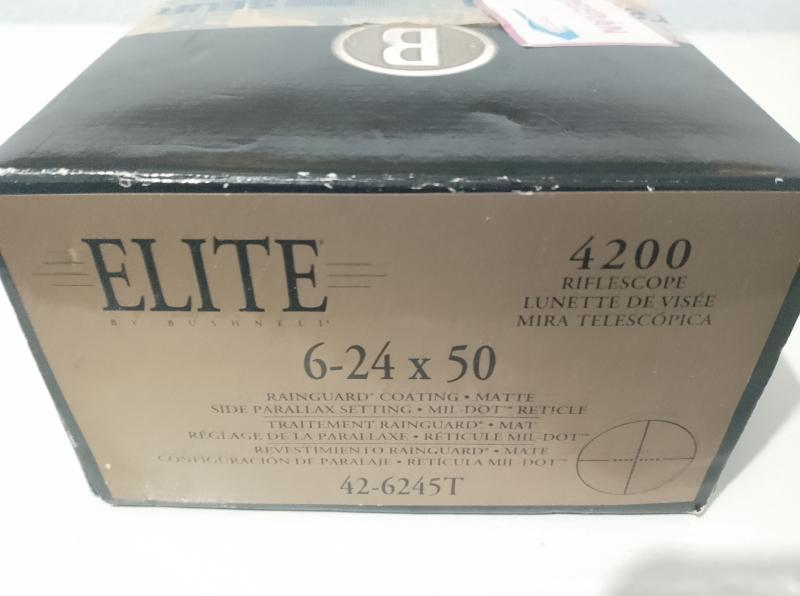 B
ELITE
BY BUSHNELL
4200
RIFLESCOPE
LUNETTE DE VISÉE
MIRA TELESCÓPICA
6-24 x 50
RAINGUARD® COATING • MATTE
SIDE PARALLAX SETTING • MIL-DOT™ RETICLE
TRAITEMENT RAINGUARD® • MAT
RÉGLAGE DE LA PARALLAXE • RÉTICULE MIL-DOT™
REVESTIMIENTO RAINGUARD® • MATE
CONFIGURACIÓN DE PARALAJE • RETÍCULA MIL-DOT™
42-6245T